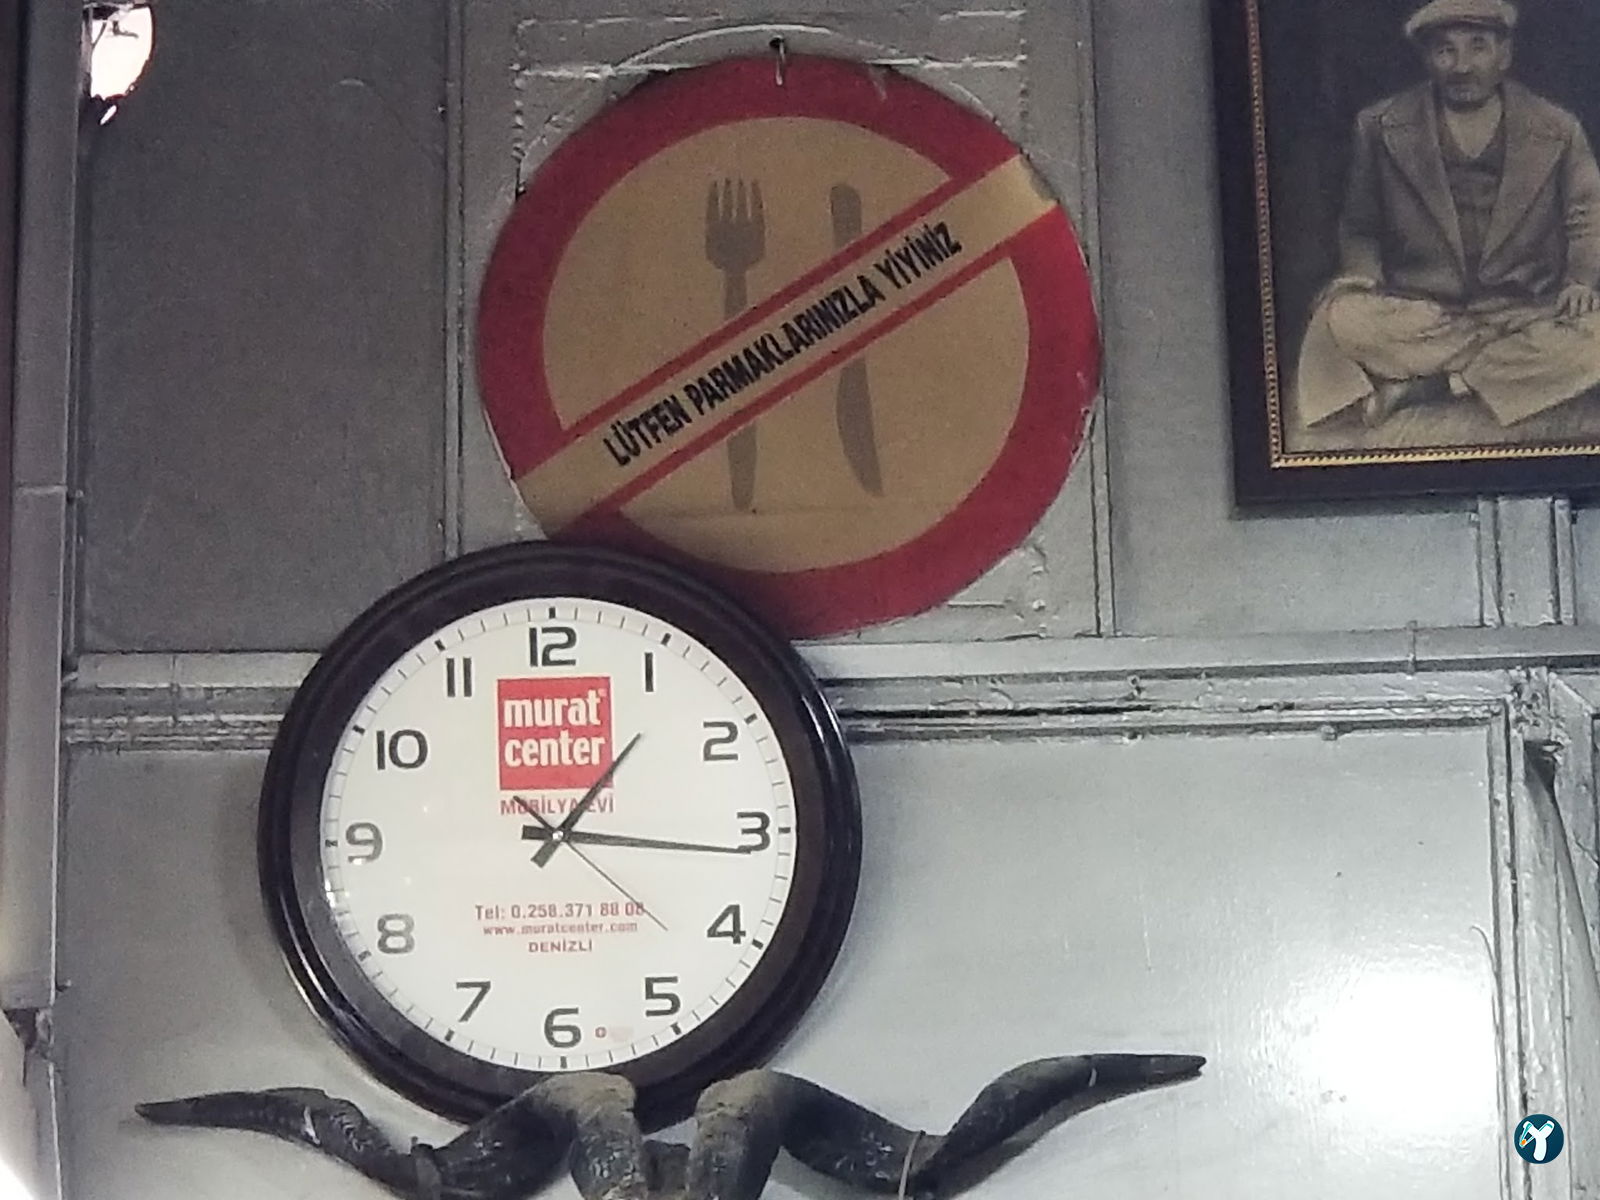 LÜTFEN PARMAKLARINIZLA YİYİNİZ
12
11
1
murat®
center
10
2
MOBİLYA EVİ
9
3
Tel: 0.258.371 88 08
8
4
www.muratcenter.com
DENİZLİ
7
5
6
Y